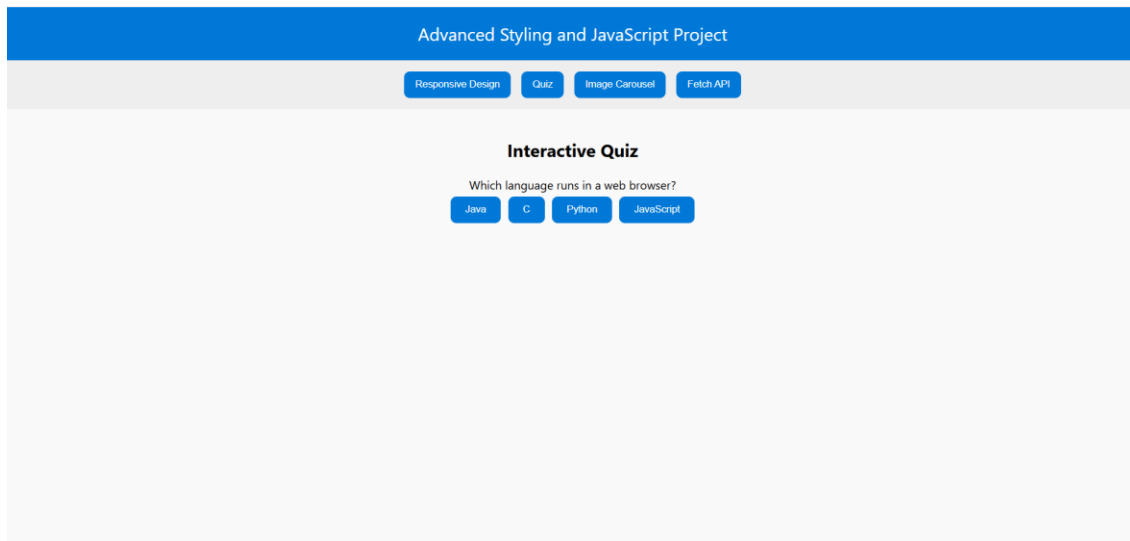 Advanced Styling and JavaScript Project
Responsive Design Quiz Image Carousel Fetch API
Interactive Quiz
Which language runs in a web browser?
Java C Python JavaScript